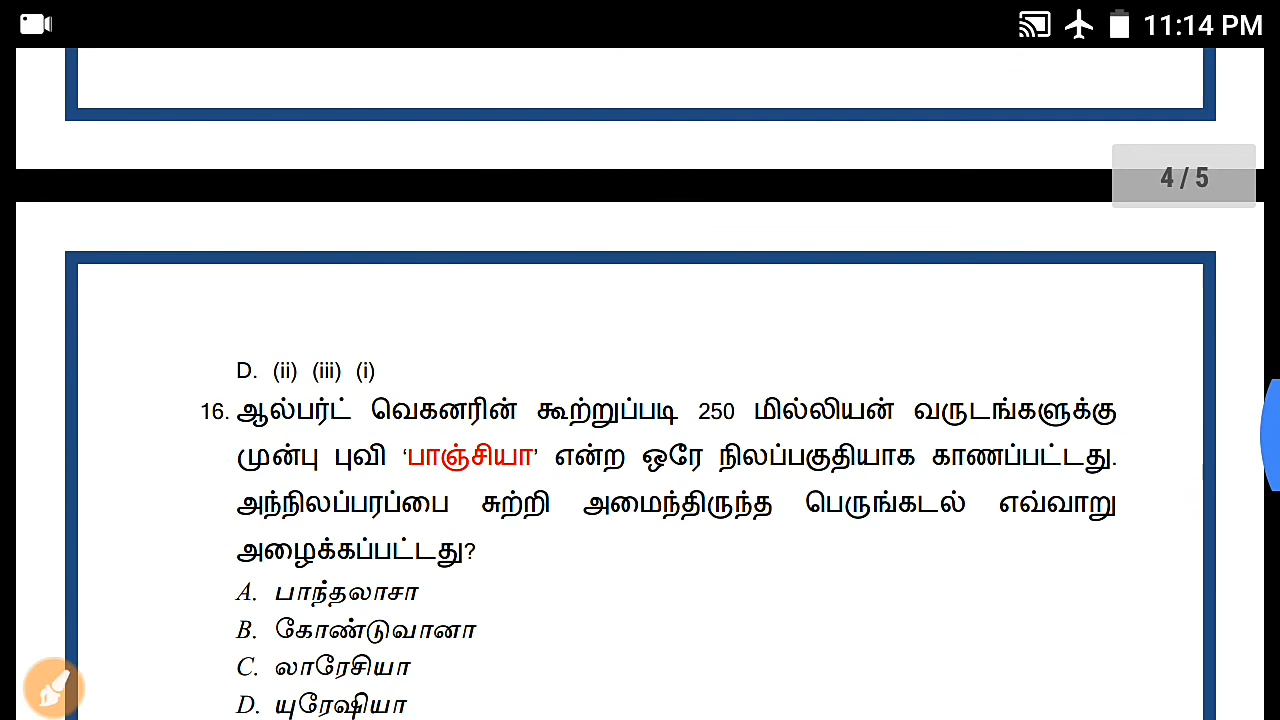 11:14 PM
4 / 5
D. (ii) (iii) (i)
16. ஆல்பர்ட் வெகனரின் கூற்றுப்படி 250 மில்லியன் வருடங்களுக்கு
முன்பு புவி ‘பாஞ்சியா’ என்ற ஒரே நிலப்பகுதியாக காணப்பட்டது.
அந்நிலப்பரப்பை சுற்றி அமைந்திருந்த பெருங்கடல் எவ்வாறு
அழைக்கப்பட்டது?
A. பாந்தலாசா
B. கோண்டுவானா
C. லாரேசியா
D. யுரேஷியா